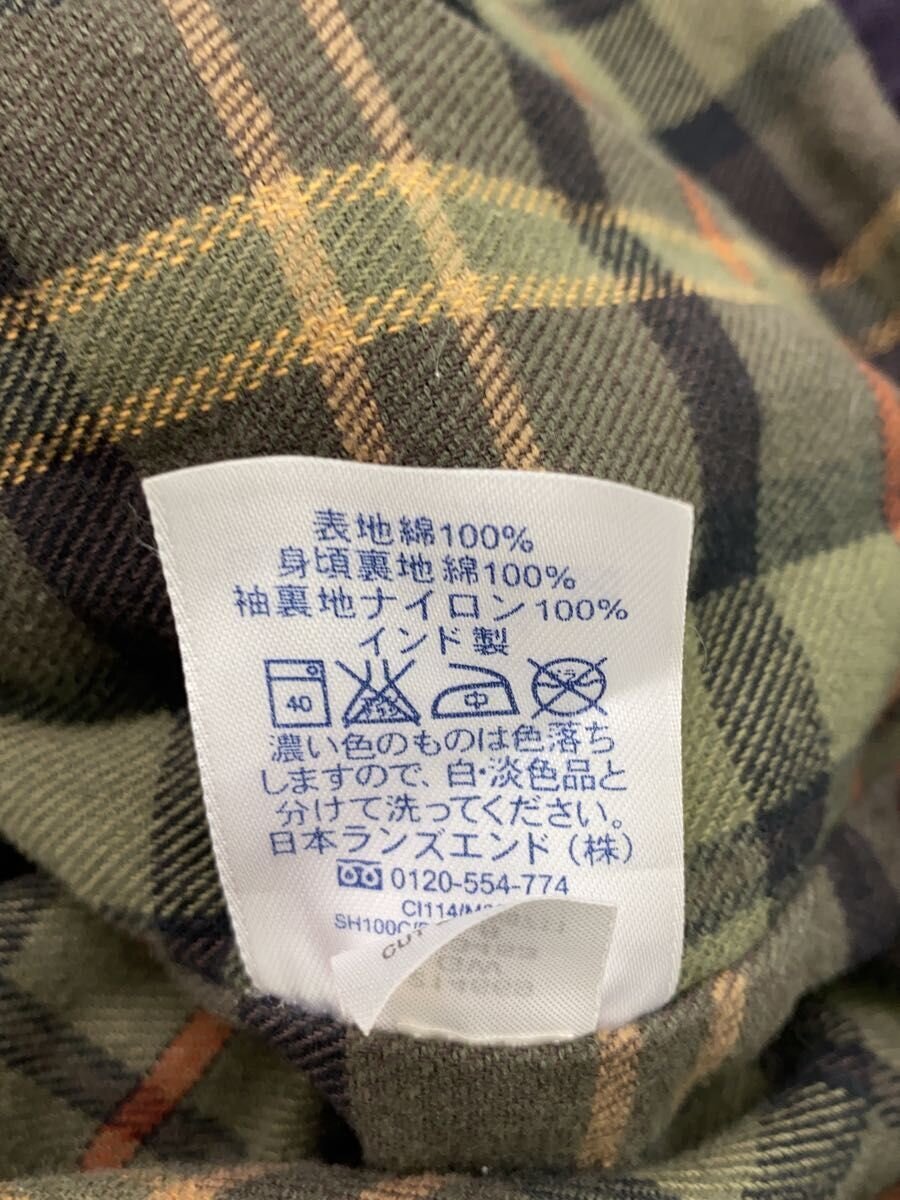 表地綿100%
身頃裏地綿100%
袖裏地ナイロン100%
インド製
40 中
濃い色のものは色落ち
しますので、白・淡色品と
分けて洗ってください。
日本ランズエンド（株）
0120-554-774
CI114/M
SH100C/
CUT